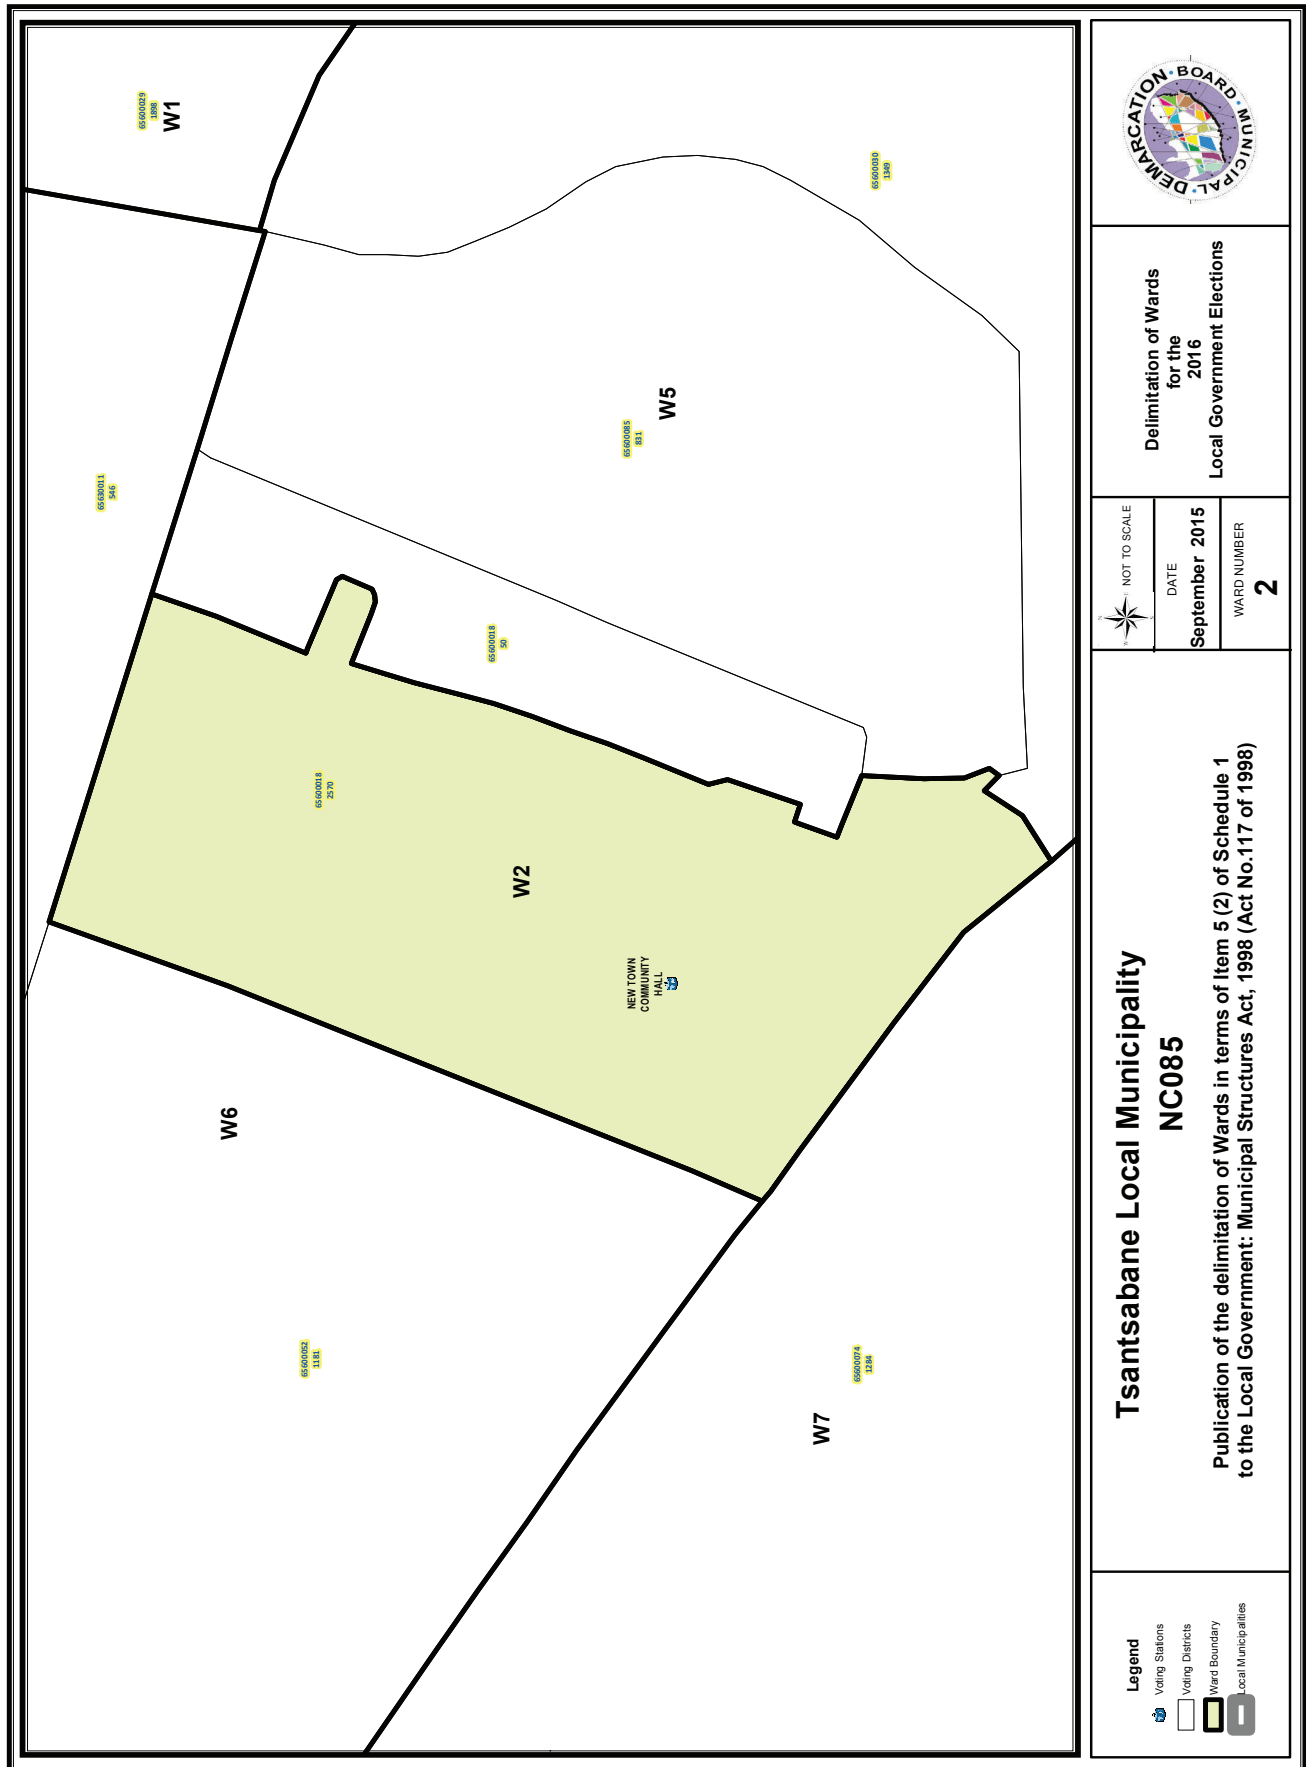 65600029
1898
W1
65630011
546
65600030
1349
W5
65600085
831
65600018
50
65600018
2570
W2
NEW TOWN
COMMUNITY
HALL
W6
65600052
1181
65600074
1284
W7
Legend
Voting Stations
Voting Districts
Ward Boundary
Local Municipalities
Tsantsabane Local Municipality
NC085
Publication of the delimitation of Wards in terms of Item 5 (2) of Schedule 1
to the Local Government: Municipal Structures Act, 1998 (Act No.117 of 1998)
NOT TO SCALE
DATE
September 2015
WARD NUMBER
2
Delimitation of Wards
for the
2016
Local Government Elections
MUNICIPAL · DEMARCATION · BOARD ·